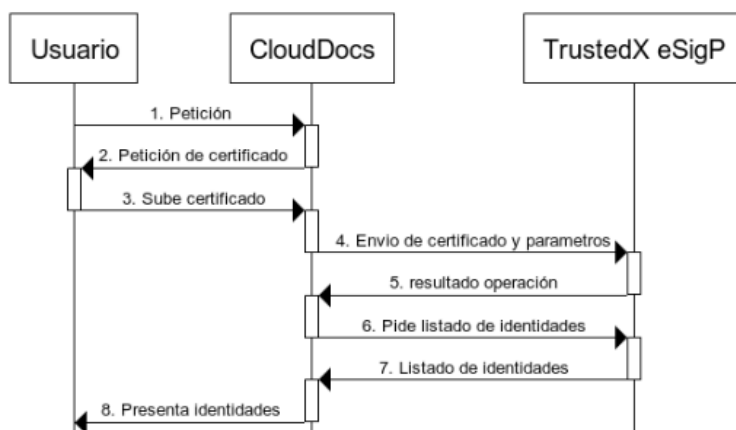 Usuario
CloudDocs
TrustedX eSigP
1. Petición
2. Petición de certificado
3. Sube certificado
4. Envio de certificado y parametros
5. resultado operación
6. Pide listado de identidades
7. Listado de identidades
8. Presenta identidades